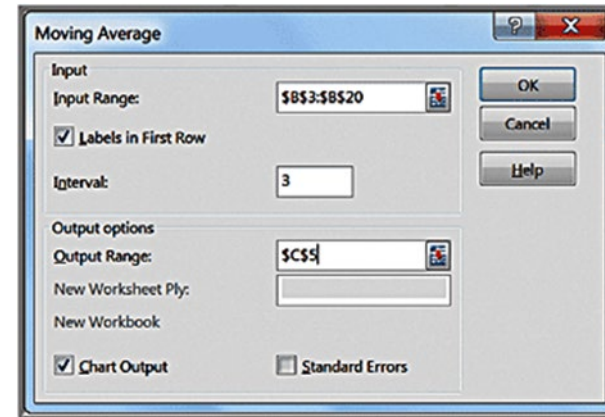 Moving Average
Input
Input Range: $B$3:$B$20
Labels in First Row
Interval: 3
Output options
Output Range: $C$5
New Worksheet Ply:
New Workbook
Chart Output Standard Errors
?
X
OK
Cancel
Help